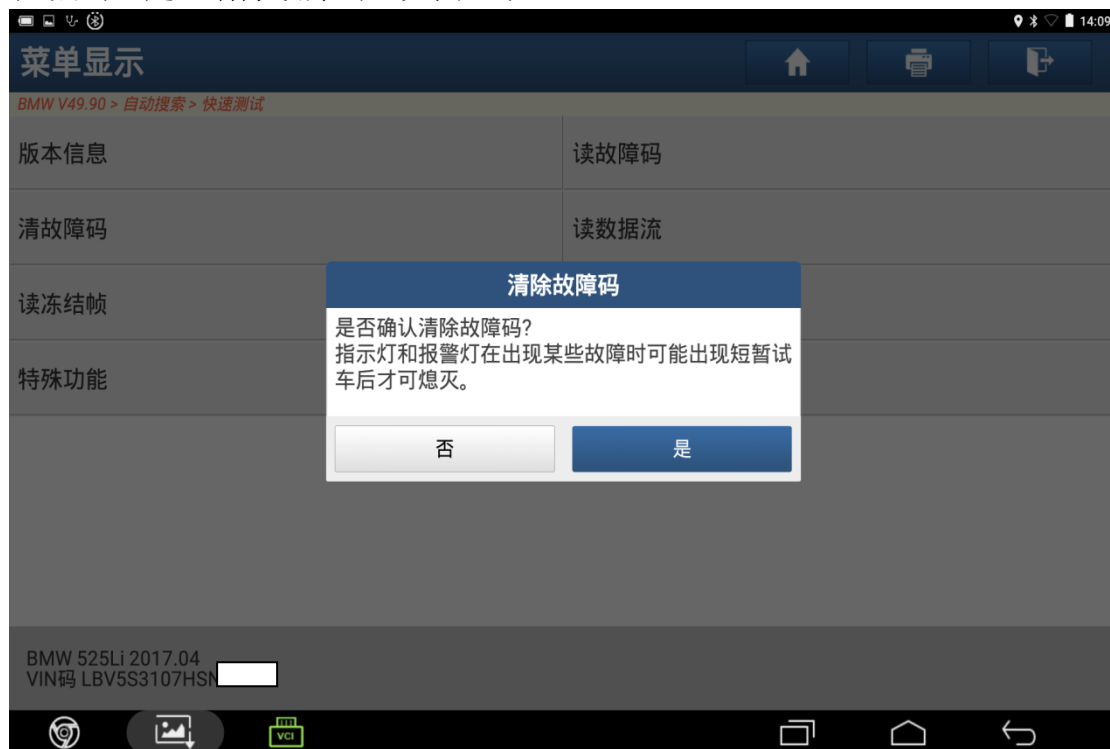 14:09
菜单显示
BMW V49.90 > 自动搜索 > 快速测试
版本信息
读故障码
清故障码
读数据流
读冻结帧
特殊功能
清除故障码
是否确认清除故障码?
指示灯和报警灯在出现某些故障时可能出现短暂试
车后才可熄灭。
否
是
BMW 525Li 2017.04
VIN码 LBV5S3107HSN
VCI